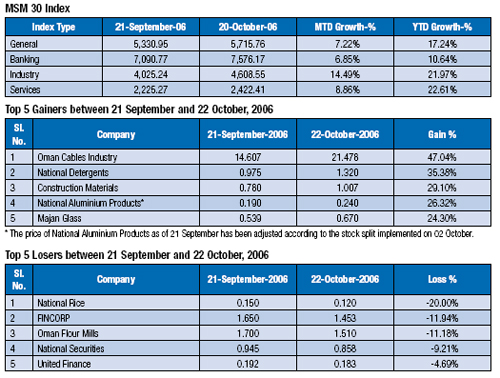 MSM 30 Index
Index Type 21-September-06 20-October-06 MTD Growth-% YTD Growth-%
General 5,330.95 5,715.76 7.22% 17.24%
Banking 7,090.77 7,576.17 6.85% 10.64%
Industry 4,025.24 4,608.55 14.49% 21.97%
Services 2,225.27 2,422.41 8.86% 22.61%
Top 5 Gainers between 21 September and 22 October, 2006
Sl. No. Company 21-September-2006 22-October-2006 Gain %
1 Oman Cables Industry 14.607 21.478 47.04%
2 National Detergents 0.975 1.320 35.38%
3 Construction Materials 0.780 1.007 29.10%
4 National Aluminium Products* 0.190 0.240 26.32%
5 Majan Glass 0.539 0.670 24.30%
* The price of National Aluminium Products as of 21 September has been adjusted according to the stock split implemented on 02 October.
Top 5 Losers between 21 September and 22 October, 2006
Sl. No. Company 21-September-2006 22-October-2006 Loss %
1 National Rice 0.150 0.120 -20.00%
2 FINCORP 1.650 1.453 -11.94%
3 Oman Flour Mills 1.700 1.510 -11.18%
4 National Securities 0.945 0.858 -9.21%
5 United Finance 0.192 0.183 -4.69%